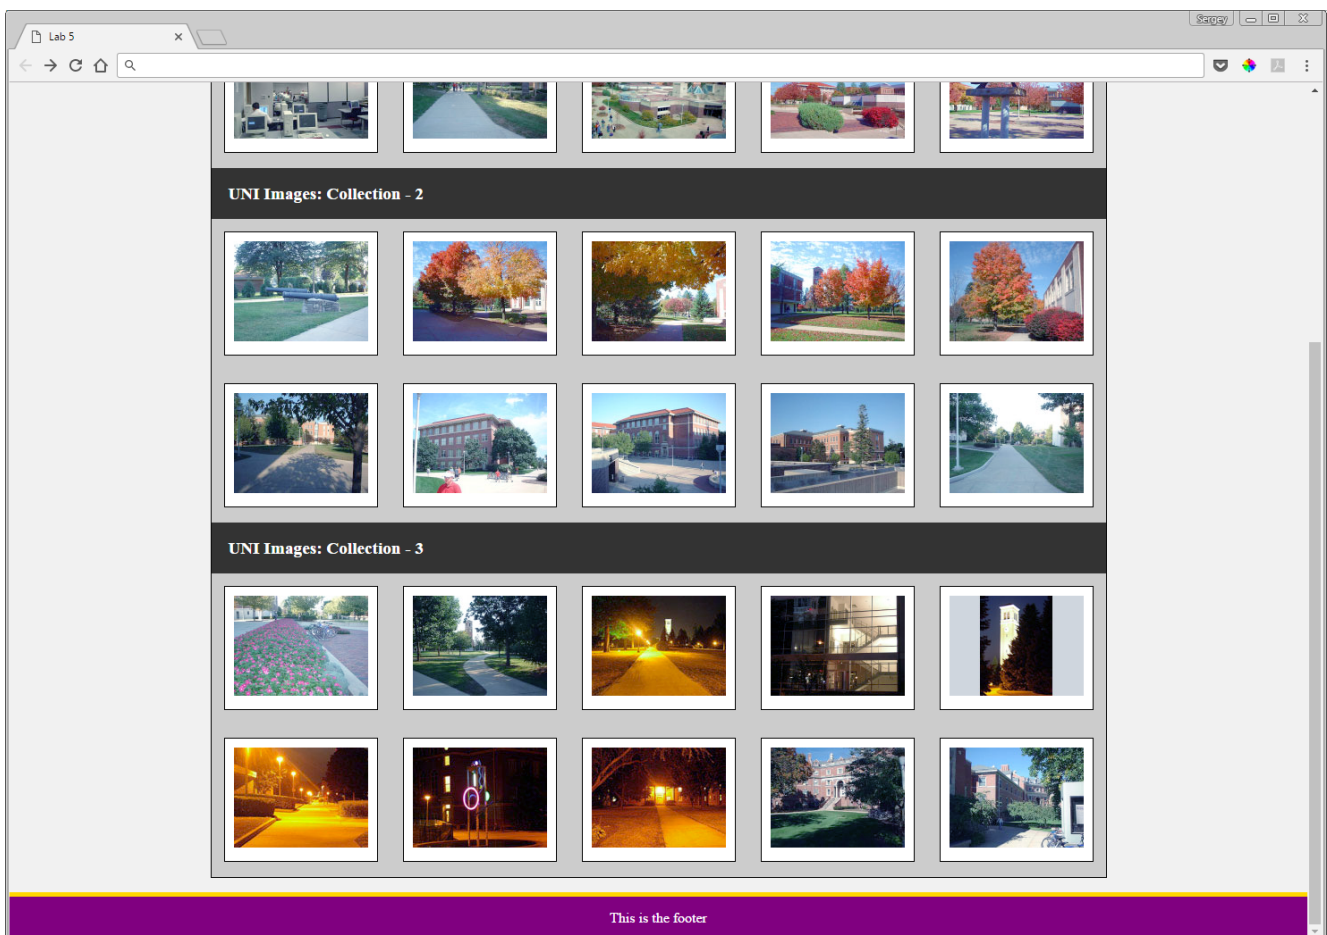 Sergey
Lab 5
UNI Images: Collection - 2
UNI Images: Collection - 3
This is the footer